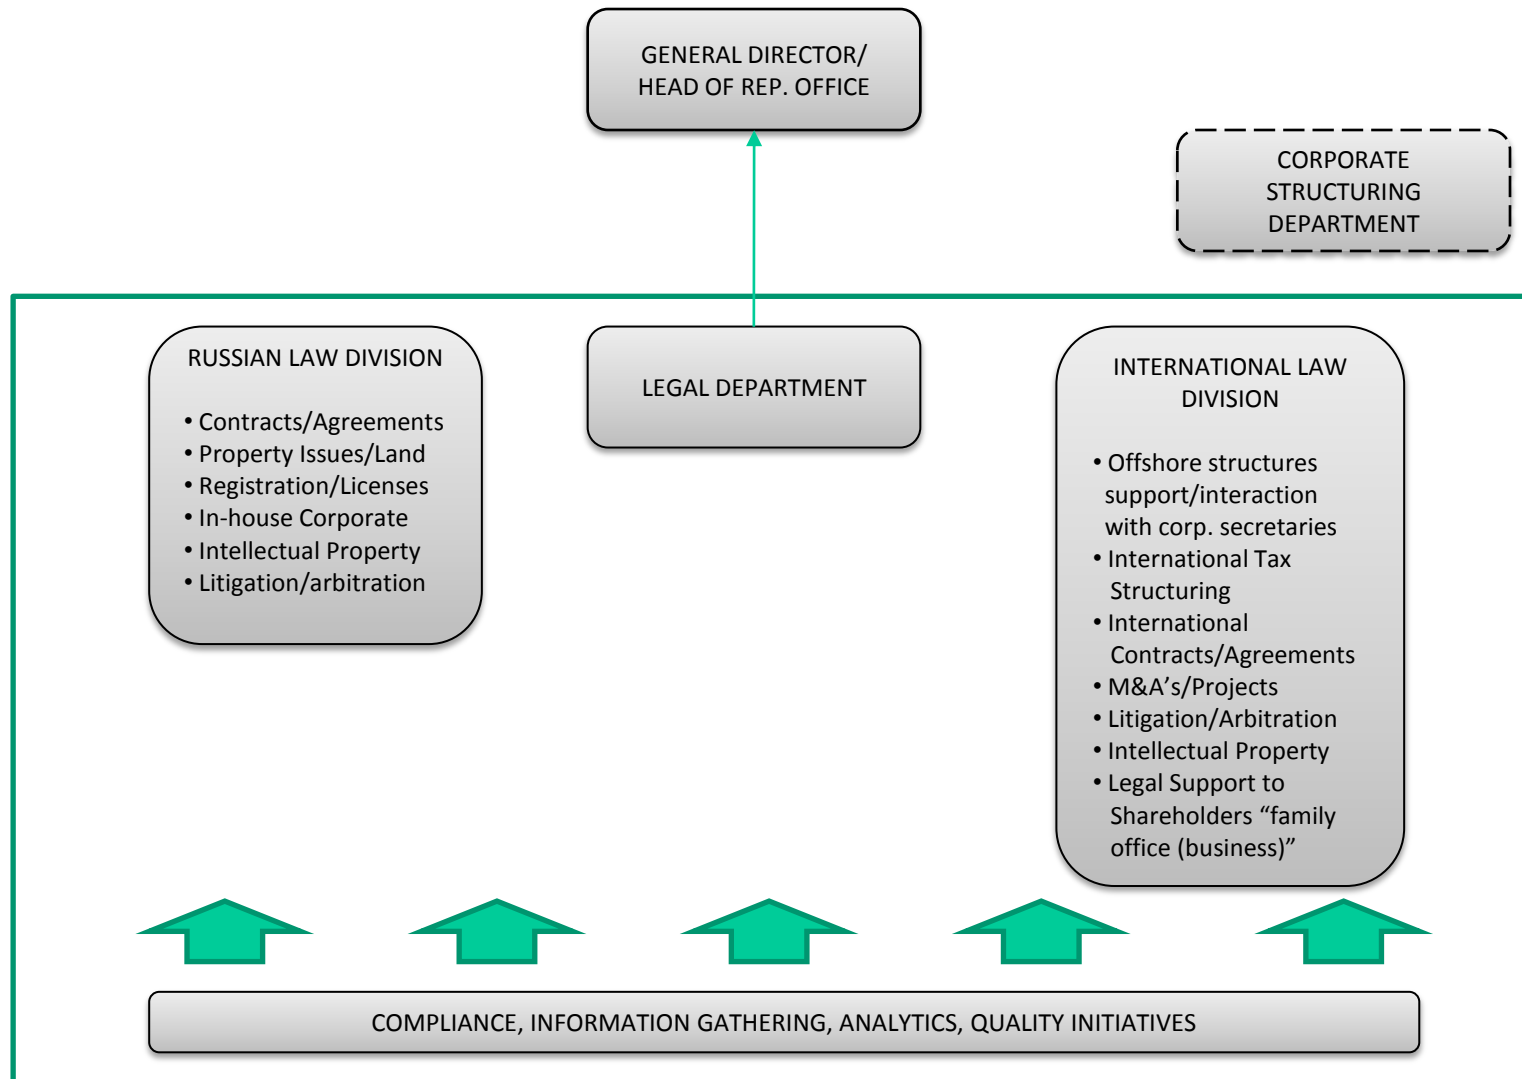 GENERAL DIRECTOR/
HEAD OF REP. OFFICE
CORPORATE
STRUCTURING
DEPARTMENT
RUSSIAN LAW DIVISION
• Contracts/Agreements
• Property Issues/Land
• Registration/Licenses
• In-house Corporate
• Intellectual Property
• Litigation/arbitration
LEGAL DEPARTMENT
INTERNATIONAL LAW
DIVISION
• Offshore structures
support/interaction
with corp. secretaries
• International Tax
Structuring
• International
Contracts/Agreements
• M&A’s/Projects
• Litigation/Arbitration
• Intellectual Property
• Legal Support to
Shareholders “family
office (business)”
COMPLIANCE, INFORMATION GATHERING, ANALYTICS, QUALITY INITIATIVES